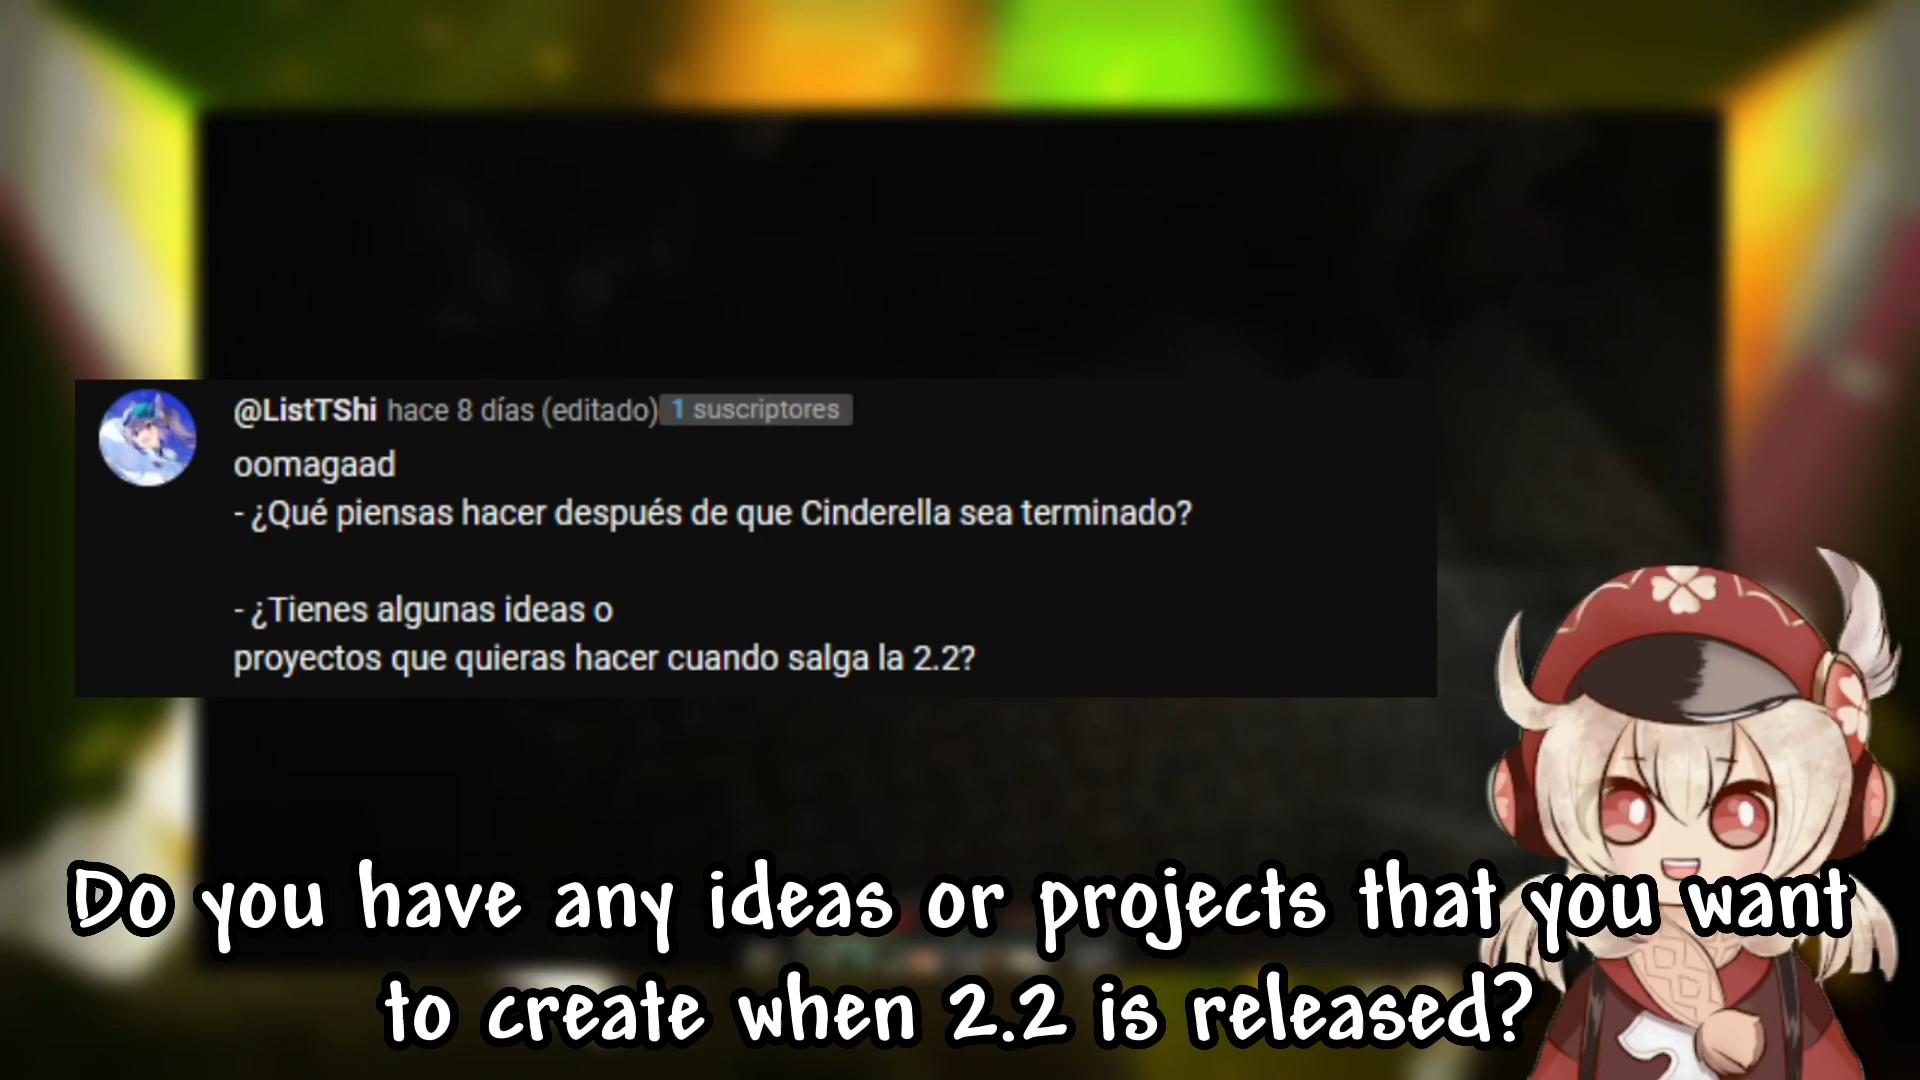 @ListTShi hace 8 días (editado) 1 suscriptores
oomagaad
- ¿Qué piensas hacer después de que Cinderella sea terminado?
- ¿Tienes algunas ideas o
proyectos que quieras hacer cuando salga la 2.2?
Do you have any ideas or projects that you want
to create when 2.2 is released?